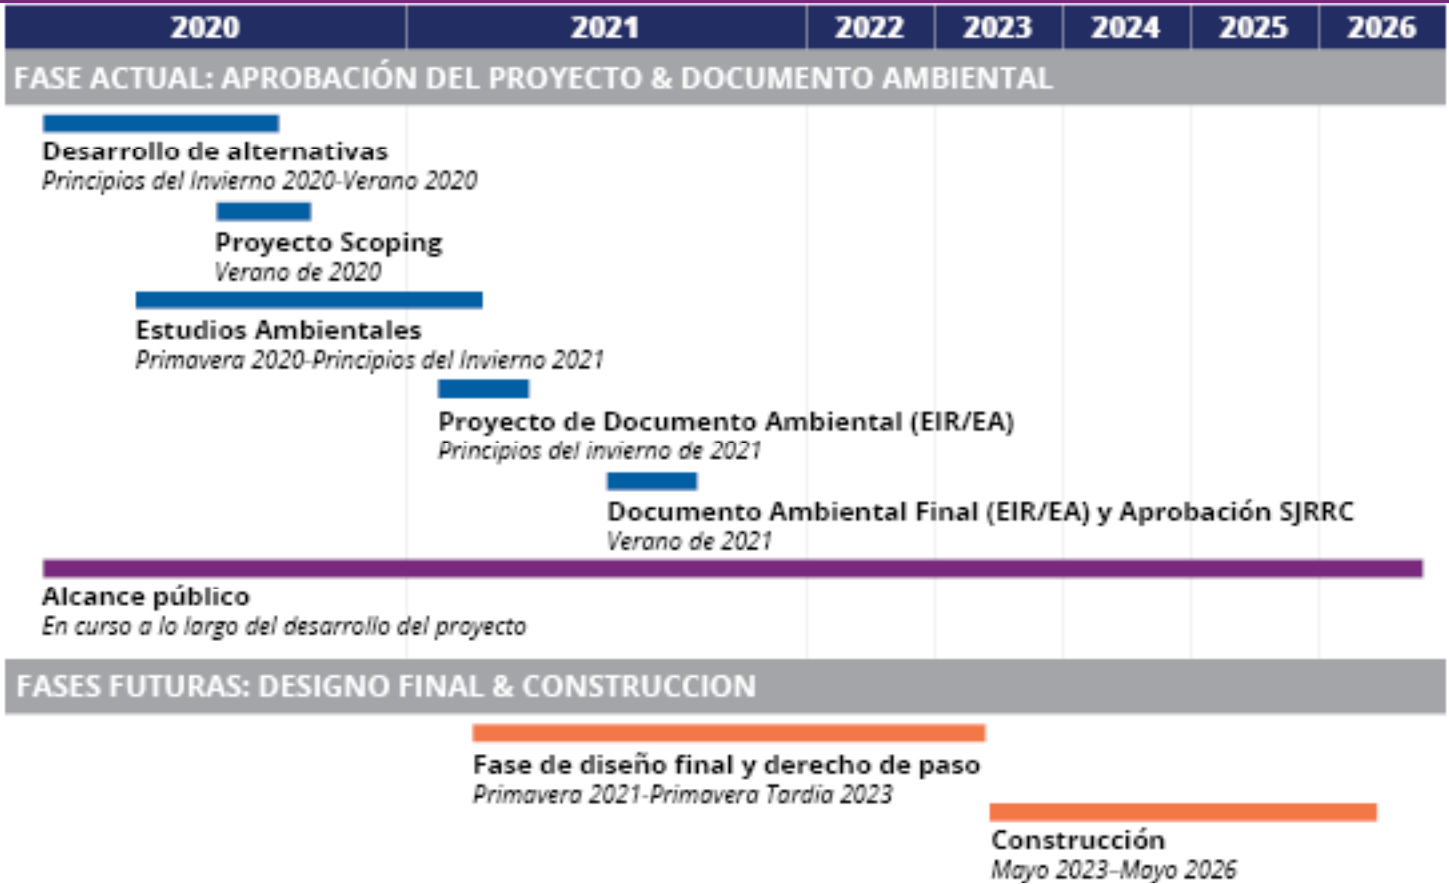 2020 2021 2022 2023 2024 2025 2026
FASE ACTUAL: APROBACIÓN DEL PROYECTO & DOCUMENTO AMBIENTAL
Desarrollo de alternativas
Principios del Invierno 2020-Verano 2020
Proyecto Scoping
Verano de 2020
Estudios Ambientales
Primavera 2020-Principios del Invierno 2021
Proyecto de Documento Ambiental (EIR/EA)
Principios del invierno de 2021
Documento Ambiental Final (EIR/EA) y Aprobación SJRRC
Verano de 2021
Alcance público
En curso a lo largo del desarrollo del proyecto
FASES FUTURAS: DESIGNO FINAL & CONSTRUCCION
Fase de diseño final y derecho de paso
Primavera 2021-Primavera Tardia 2023
Construcción
Mayo 2023–Mayo 2026